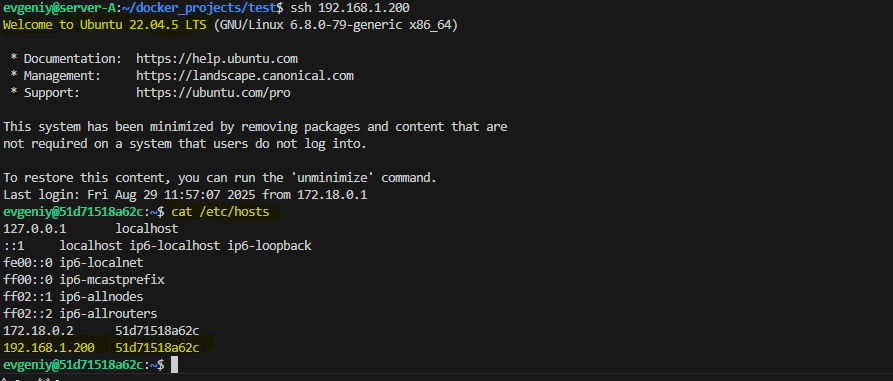 evgeniy@server-A:~/docker_projects/test$ ssh 192.168.1.200
Welcome to Ubuntu 22.04.5 LTS (GNU/Linux 6.8.0-79-generic x86_64)

 * Documentation:  https://help.ubuntu.com
 * Management:     https://landscape.canonical.com
 * Support:        https://ubuntu.com/pro

This system has been minimized by removing packages and content that are
not required on a system that users do not log into.

To restore this content, you can run the 'unminimize' command.
Last login: Fri Aug 29 11:57:07 2025 from 172.18.0.1
evgeniy@51d71518a62c:~$ cat /etc/hosts
127.0.0.1       localhost
::1     localhost ip6-localhost ip6-loopback
fe00::0 ip6-localnet
ff00::0 ip6-mcastprefix
ff02::1 ip6-allnodes
ff02::2 ip6-allrouters
172.18.0.2      51d71518a62c
192.168.1.200   51d71518a62c
evgeniy@51d71518a62c:~$